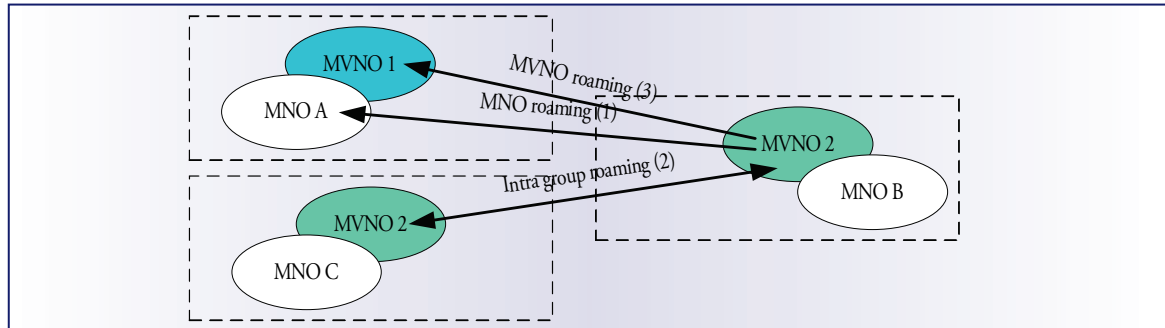 MVNO 1
MNO A
MVNO roaming (3)
MNO roaming (1)
MVNO 2
MNO B
Intra group roaming (2)
MVNO 2
MNO C